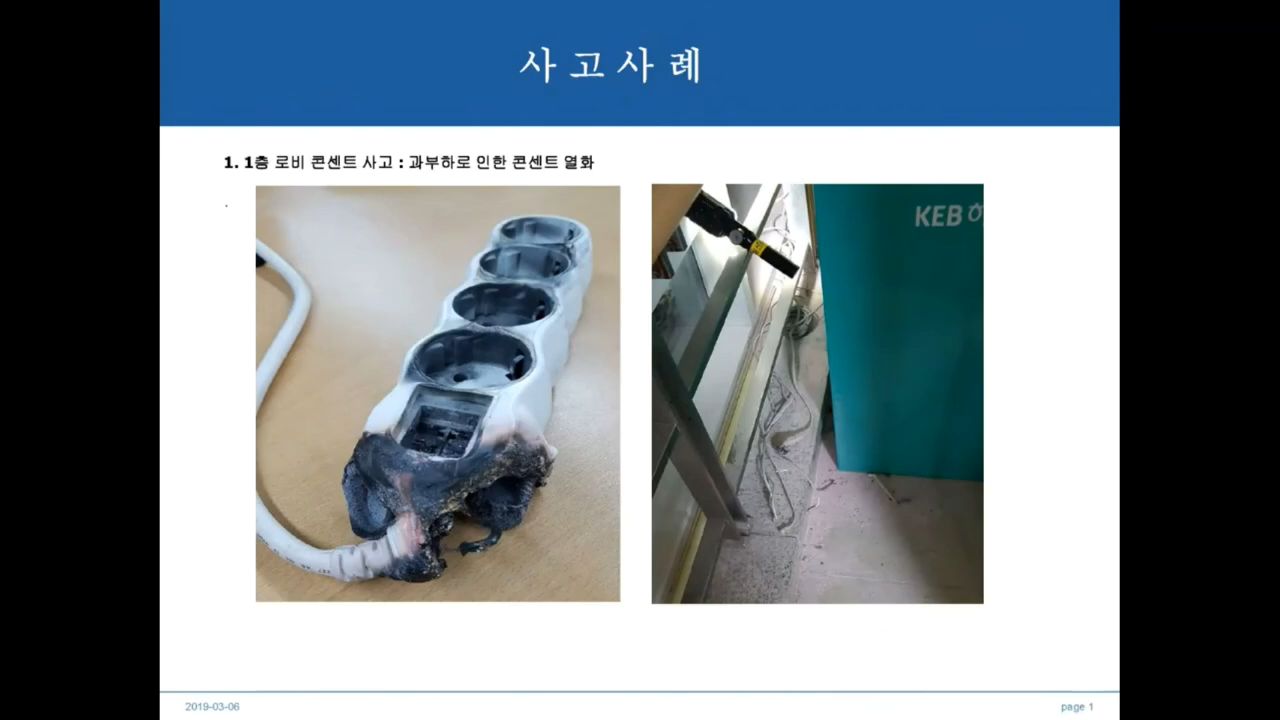 사고사례
1. 1층 로비 콘센트 사고 : 과부하로 인한 콘센트 열화
KEB 하
2019-03-06
page 1